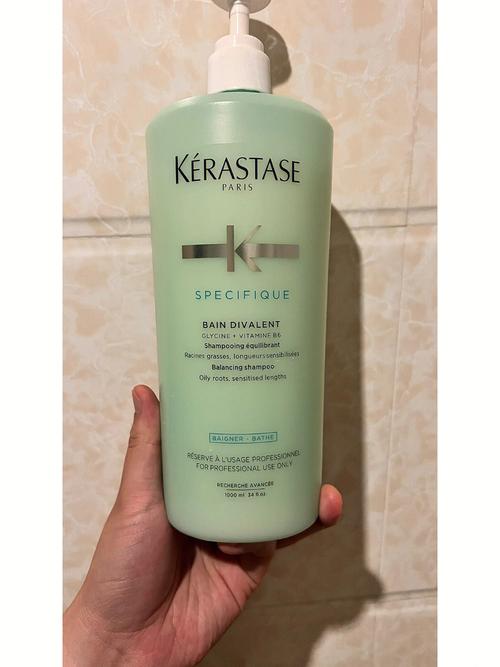 KÉRASTASE
PARIS
SPECIFIQUE
BAIN DIVALENT
GLYCINE + VITAMINE B6
Shampooing équilibrant
Racines grasses, longueurs sensibilisées
Balancing shampoo
Oily roots, sensitised lengths
BAIGNER - BATHE
RÉSERVÉ À L'USAGE PROFESSIONNEL
FOR PROFESSIONAL USE ONLY
RECHERCHE AVANCÉE
1000 ml 34 fl.oz